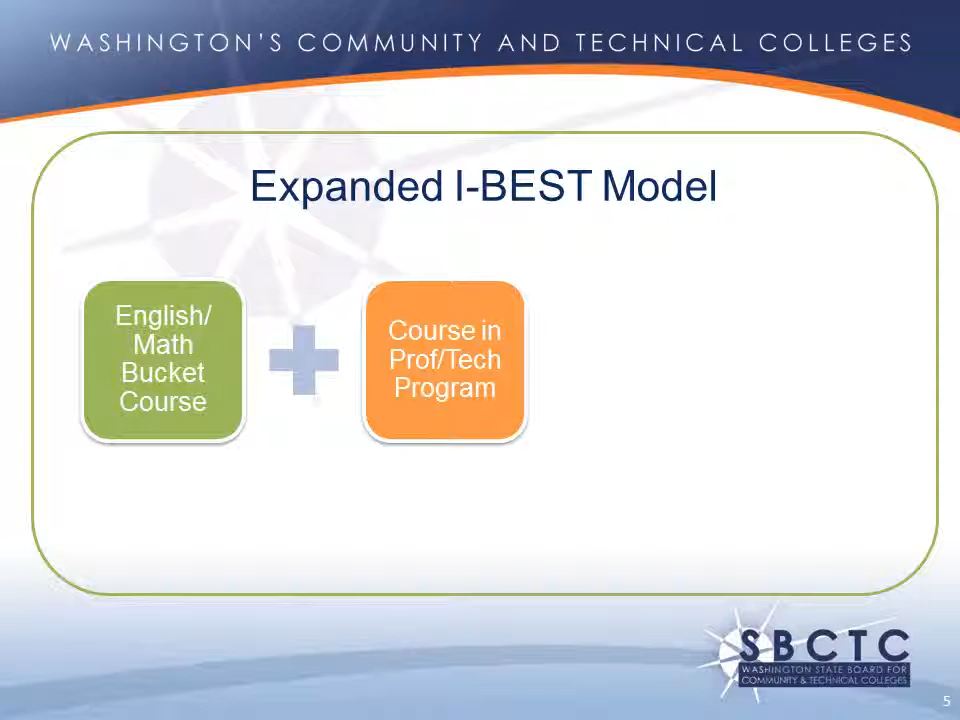 WASHINGTON'S COMMUNITY AND TECHNICAL COLLEGES
Expanded I-BEST Model
English/
Math
Bucket
Course
Course in
Prof/Tech
Program
SBCTC
WASHINGTON STATE BOARD FOR
COMMUNITY & TECHNICAL COLLEGES
5